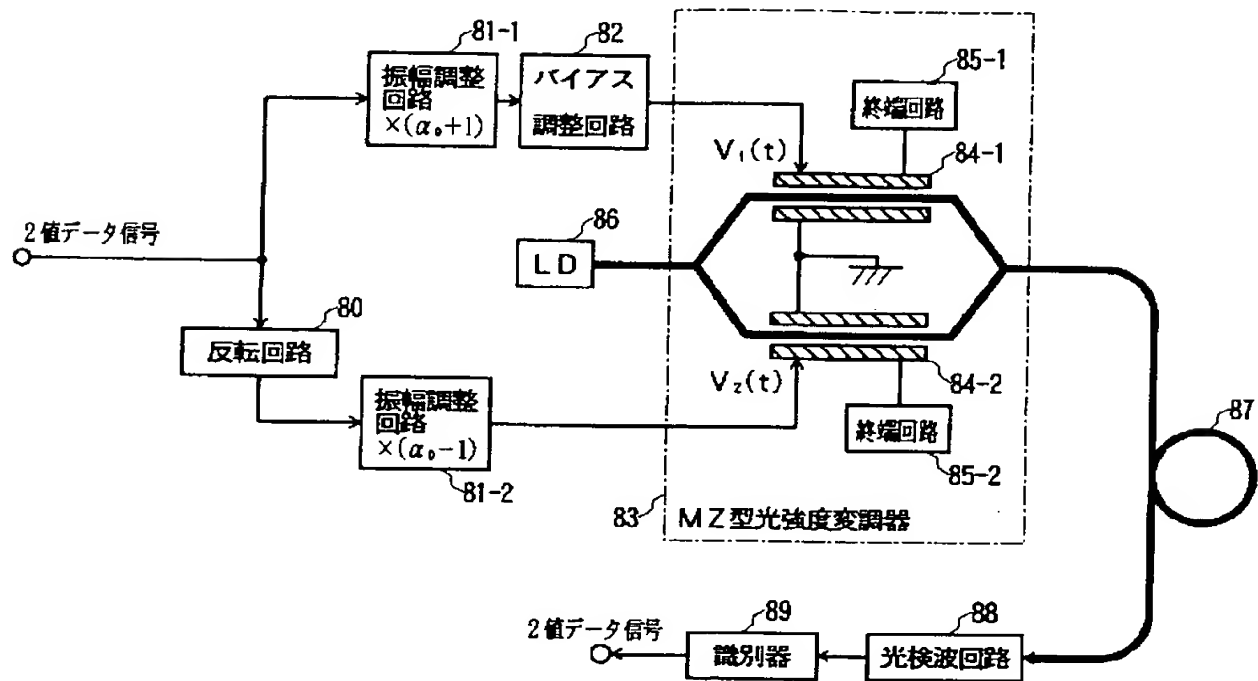 81-1
振幅調整
回路
×(α₀+1)
82
バイアス
調整回路
85-1
終端回路
V₁(t)
84-1
2値データ信号
86
LD
80
反転回路
振幅調整
回路
×(α₀-1)
81-2
V₂(t)
84-2
終端回路
85-2
83
MZ型光強度変調器
87
2値データ信号
89
識別器
88
光検波回路